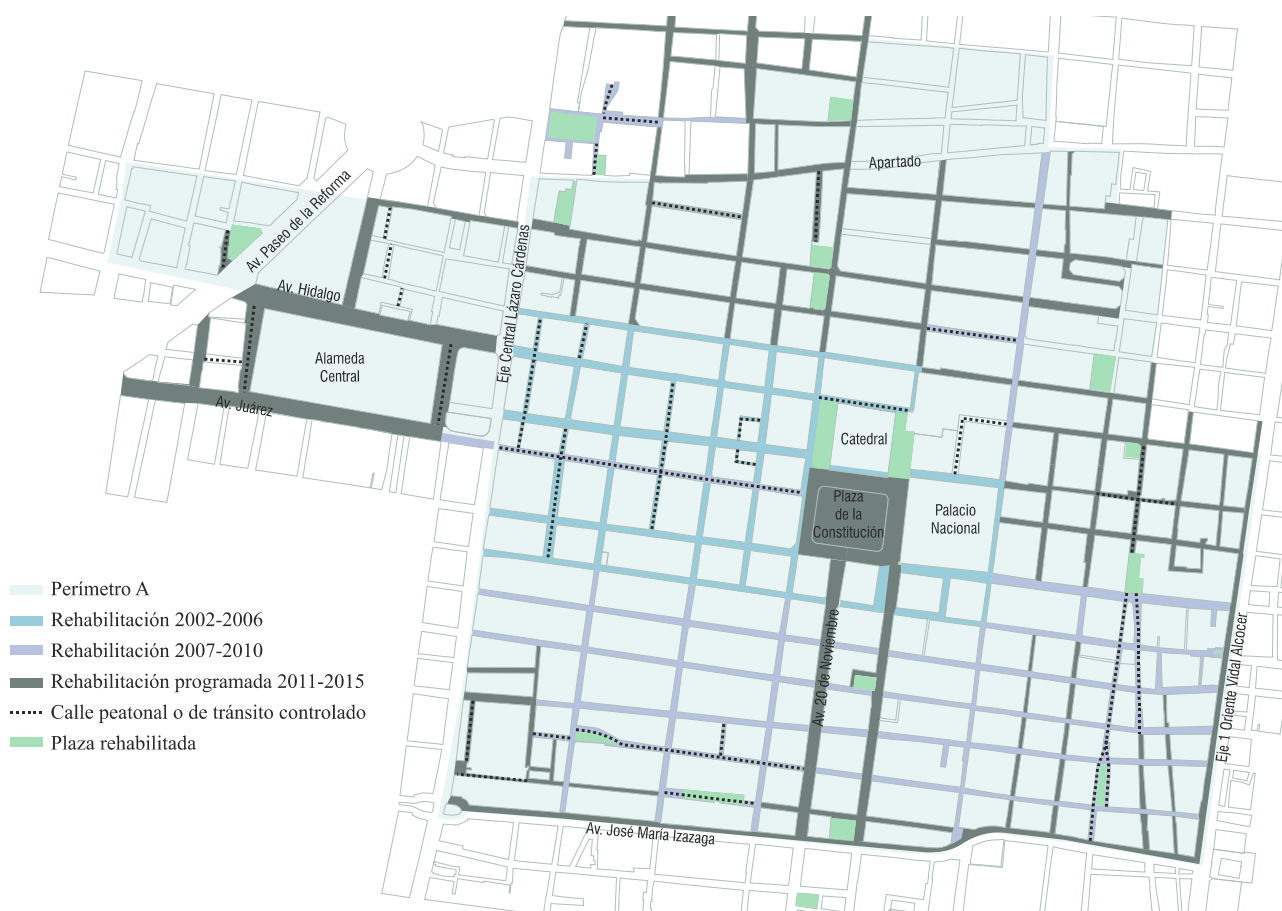 Apartado
Av. Paseo de la Reforma
Eje Central Lázaro Cárdenas
Av. Hidalgo
Alameda
Central
Av. Juárez
Catedral
Plaza
de la
Constitución
Palacio
Nacional
Perímetro A
Rehabilitación 2002-2006
Rehabilitación 2007-2010
Rehabilitación programada 2011-2015
Calle peatonal o de tránsito controlado
Plaza rehabilitada
Av. 20 de Noviembre
Eje 1 Oriente Vidal Alcocer
Av. José María Izazaga